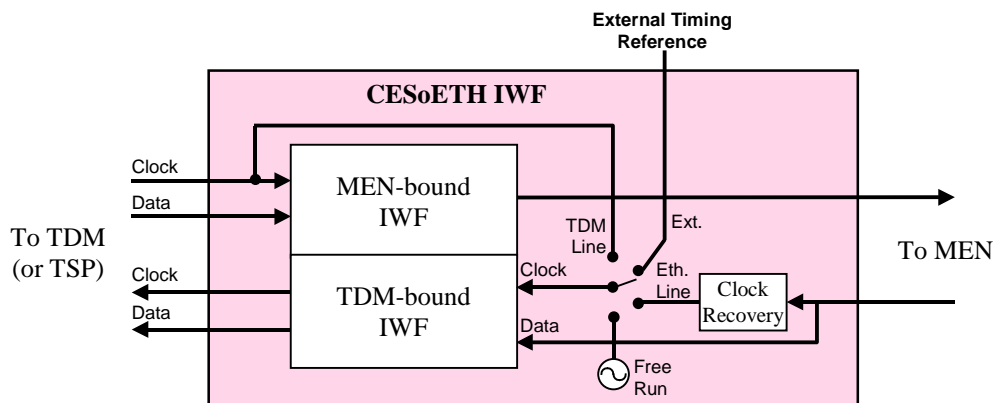 External Timing
Reference
CESoETH IWF
Clock
Data
MEN-bound
IWF
TDM
Line
Ext.
To TDM
(or TSP)
To MEN
Clock
Data
TDM-bound
IWF
Clock
Eth.
Line
Clock
Recovery
Data
Free
Run